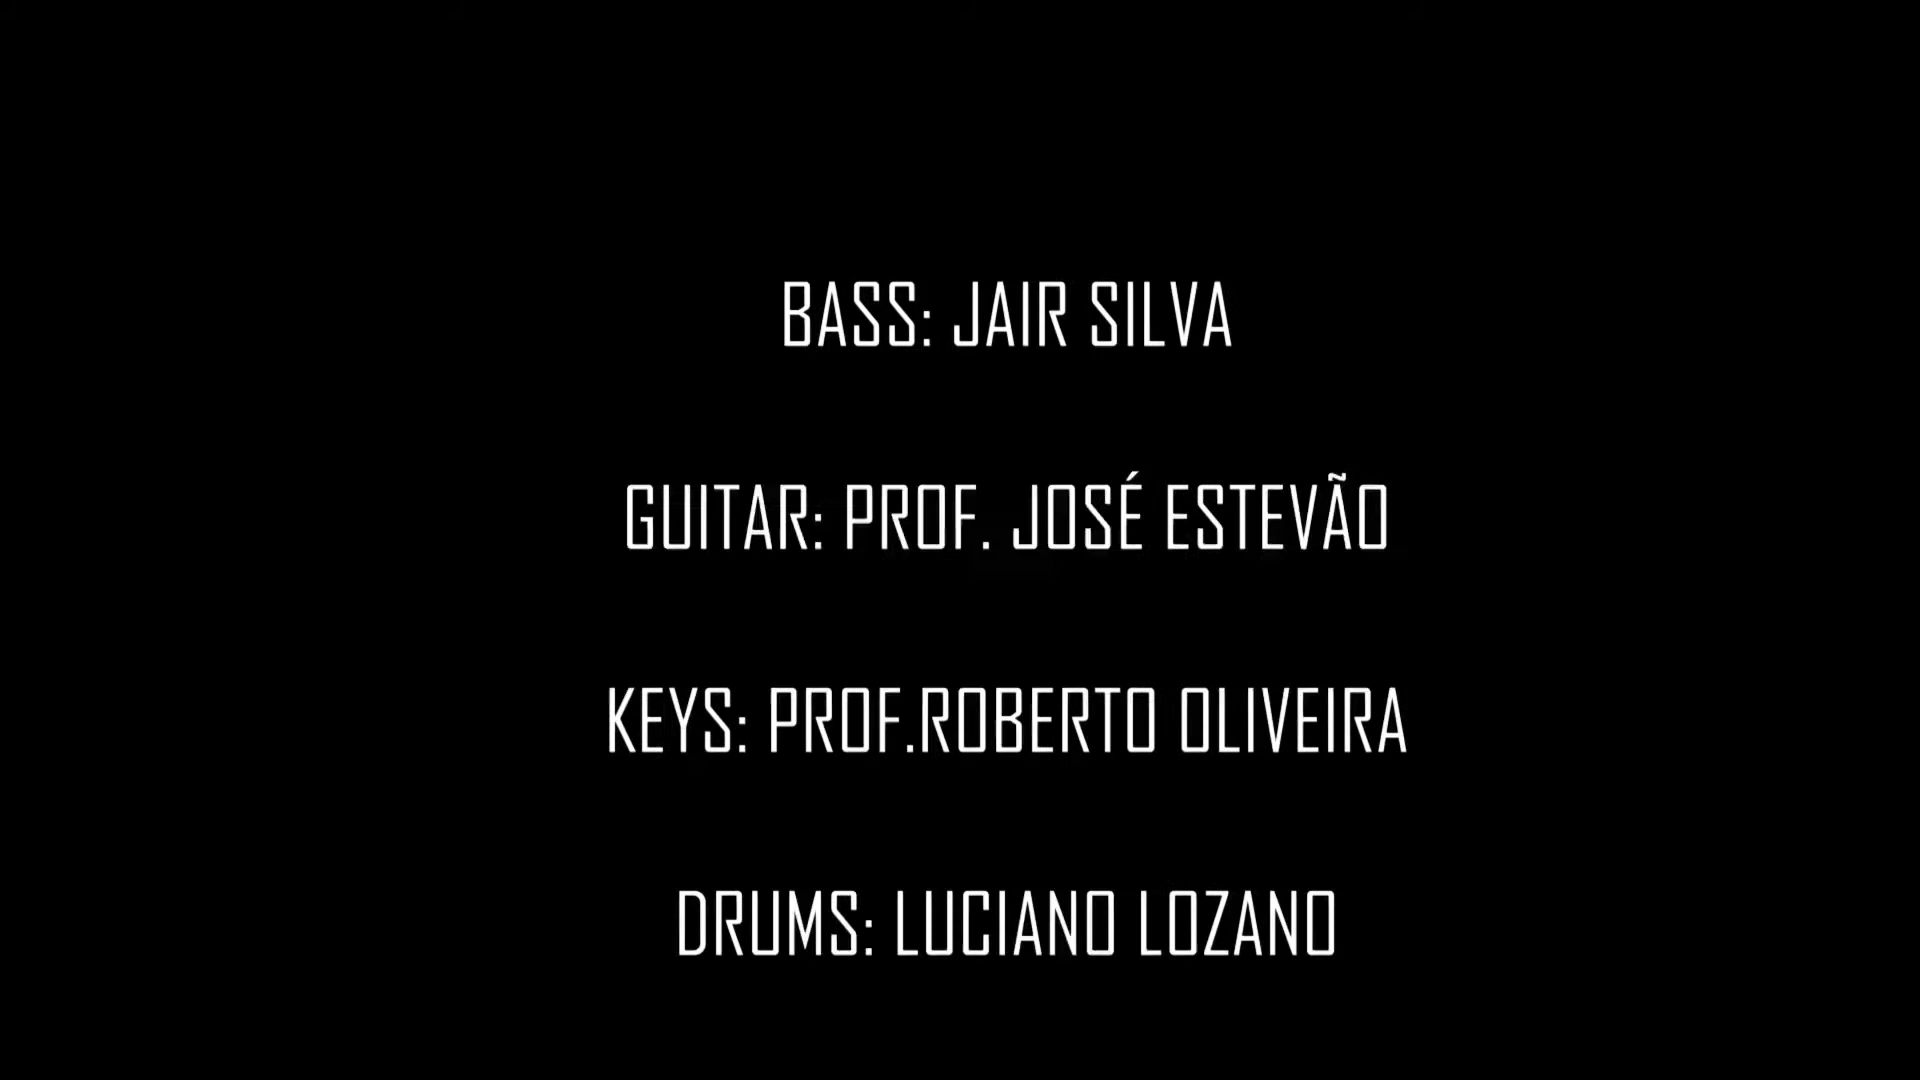 BASS: JAIR SILVA
GUITAR: PROF. JOSÉ ESTEVÃO
KEYS: PROF.ROBERTO OLIVEIRA
DRUMS: LUCIANO LOZANO